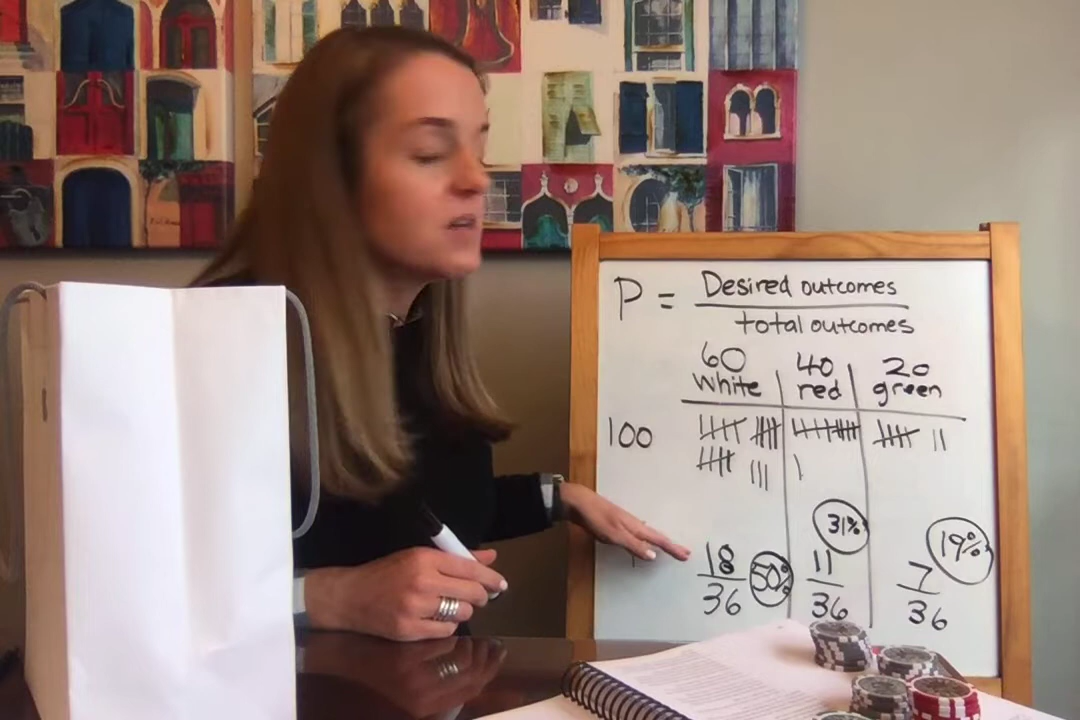 P = Desired outcomes
total outcomes
60 40 20
white red green
100
31% 19%
18 50% 11 7
36 36 36